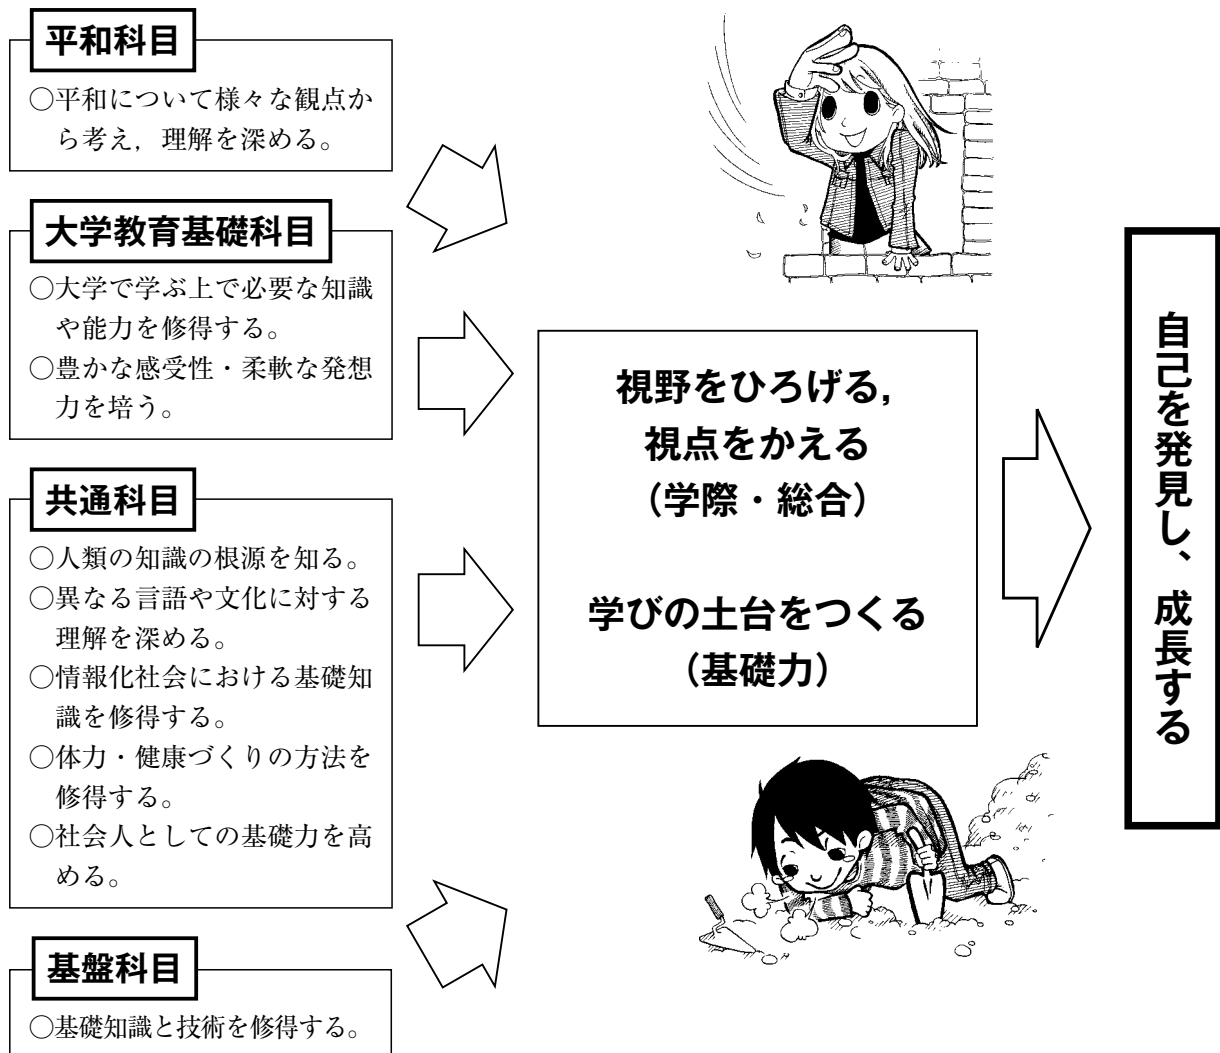 平和科目
○平和について様々な観点か
ら考え，理解を深める。
大学教育基礎科目
○大学で学ぶ上で必要な知識
や能力を修得する。
○豊かな感受性・柔軟な発想
力を培う。
共通科目
○人類の知識の根源を知る。
○異なる言語や文化に対する
理解を深める。
○情報化社会における基礎知
識を修得する。
○体力・健康づくりの方法を
修得する。
○社会人としての基礎力を高
める。
基盤科目
○基礎知識と技術を修得する。
視野をひろげる，
視点をかえる
（学際・総合）
学びの土台をつくる
（基礎力）
自己を発見し、成長する